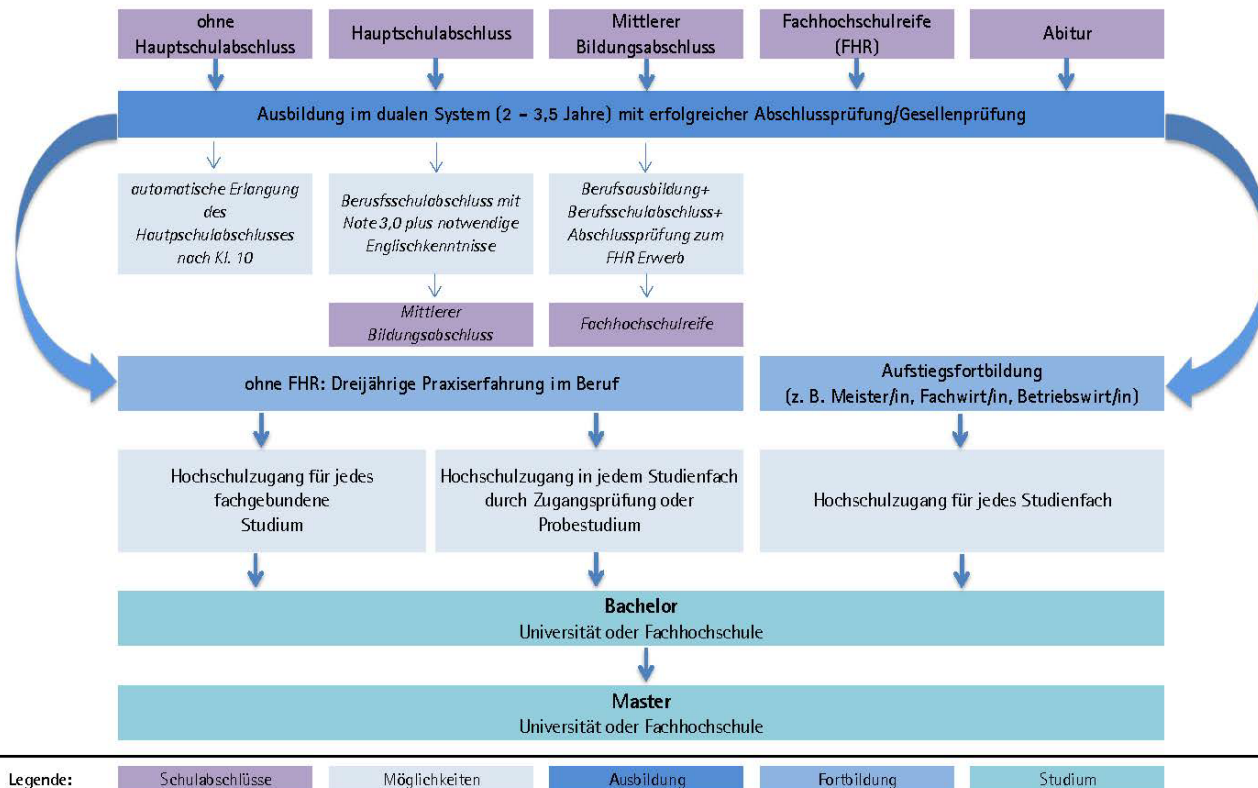 ohne
Hauptschulabschluss
Hauptschulabschluss
Mittlerer
Bildungsabschluss
Fachhochschulreife
(FHR)
Abitur
Ausbildung im dualen System (2 – 3,5 Jahre) mit erfolgreicher Abschlussprüfung/Gesellenprüfung
automatische Erlangung
des
Hautpschulabschlusses
nach Kl. 10
Berusfsschulabschluss mit
Note 3,0 plus notwendige
Englischkenntnisse
Berufsausbildung+
Berufsschulabschluss+
Abschlussprüfung zum
FHR Erwerb
Mittlerer
Bildungsabschluss
Fachhochschulreife
ohne FHR: Dreijährige Praxiserfahrung im Beruf
Aufstiegsfortbildung
(z. B. Meister/in, Fachwirt/in, Betriebswirt/in)
Hochschulzugang für jedes
fachgebundene
Studium
Hochschulzugang in jedem Studienfach
durch Zugangsprüfung oder
Probestudium
Hochschulzugang für jedes Studienfach
Bachelor
Universität oder Fachhochschule
Master
Universität oder Fachhochschule
Legende:
Schulabschlüsse
Möglichkeiten
Ausbildung
Fortbildung
Studium